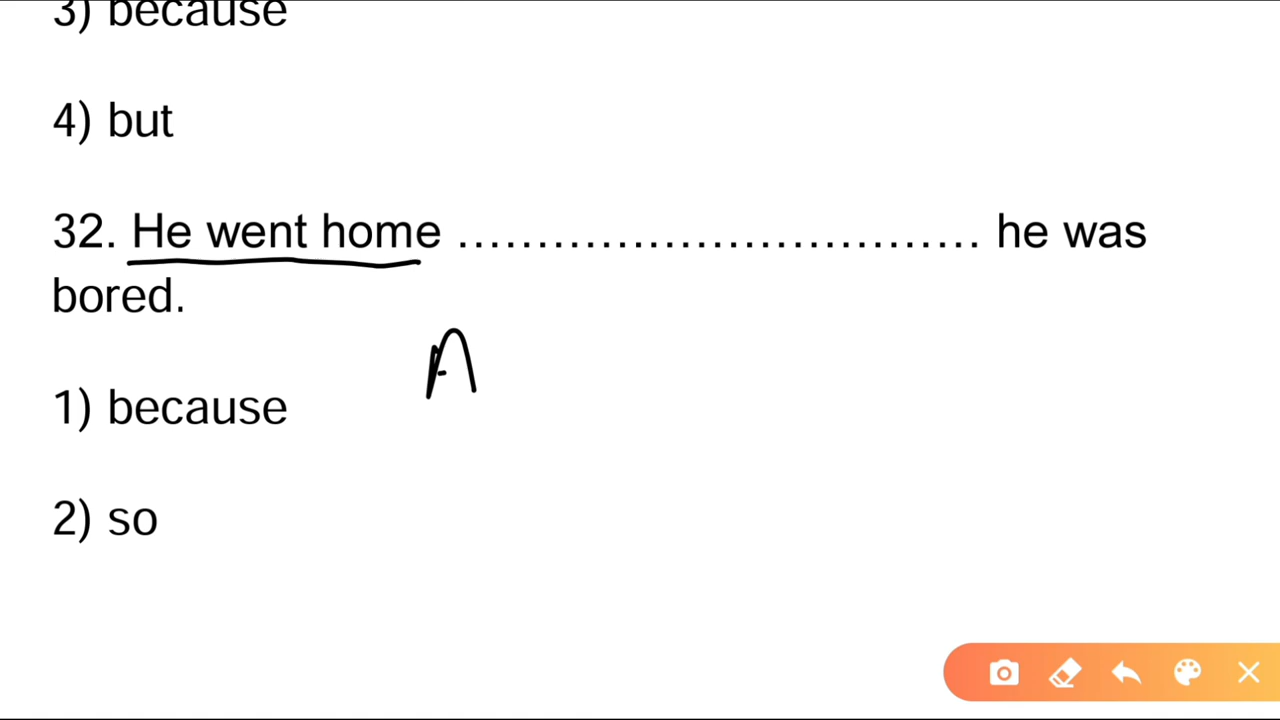 3) because
4) but
32. He went home ................................. he was
bored.
A
1) because
2) so